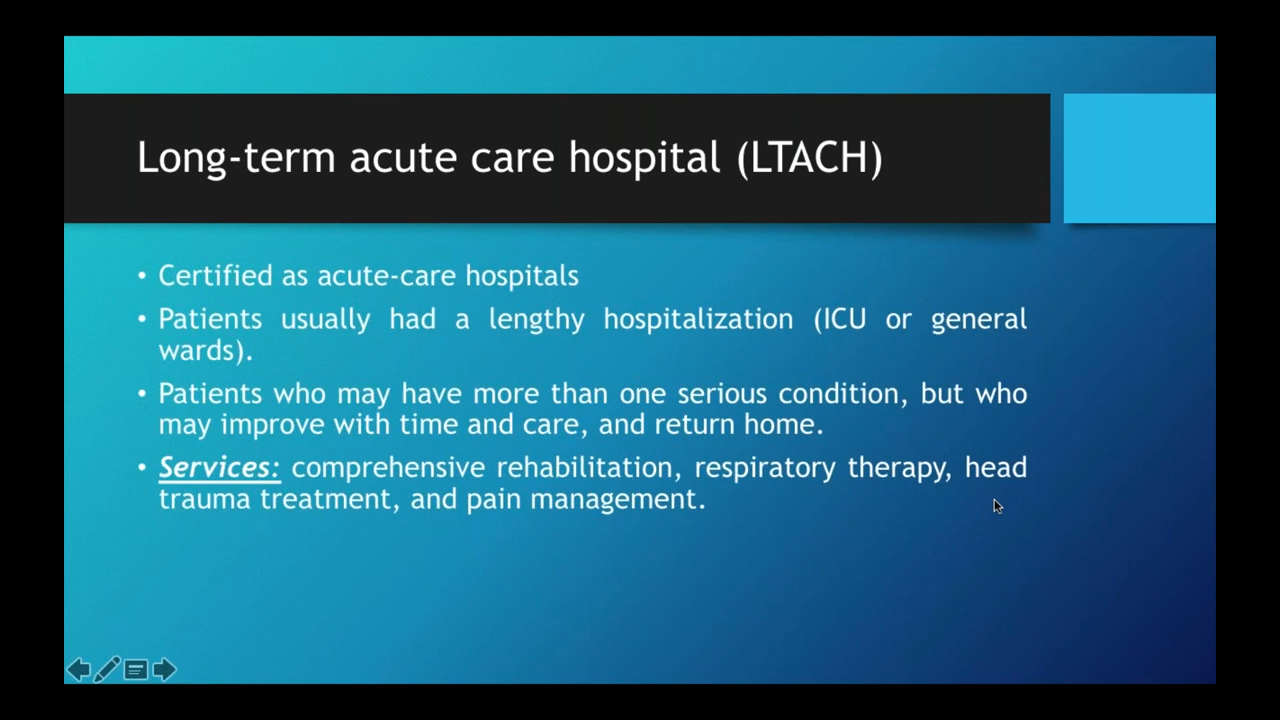 Long-term acute care hospital (LTACH)
• Certified as acute-care hospitals
• Patients usually had a lengthy hospitalization (ICU or general
wards).
• Patients who may have more than one serious condition, but who
may improve with time and care, and return home.
• Services: comprehensive rehabilitation, respiratory therapy, head
trauma treatment, and pain management.